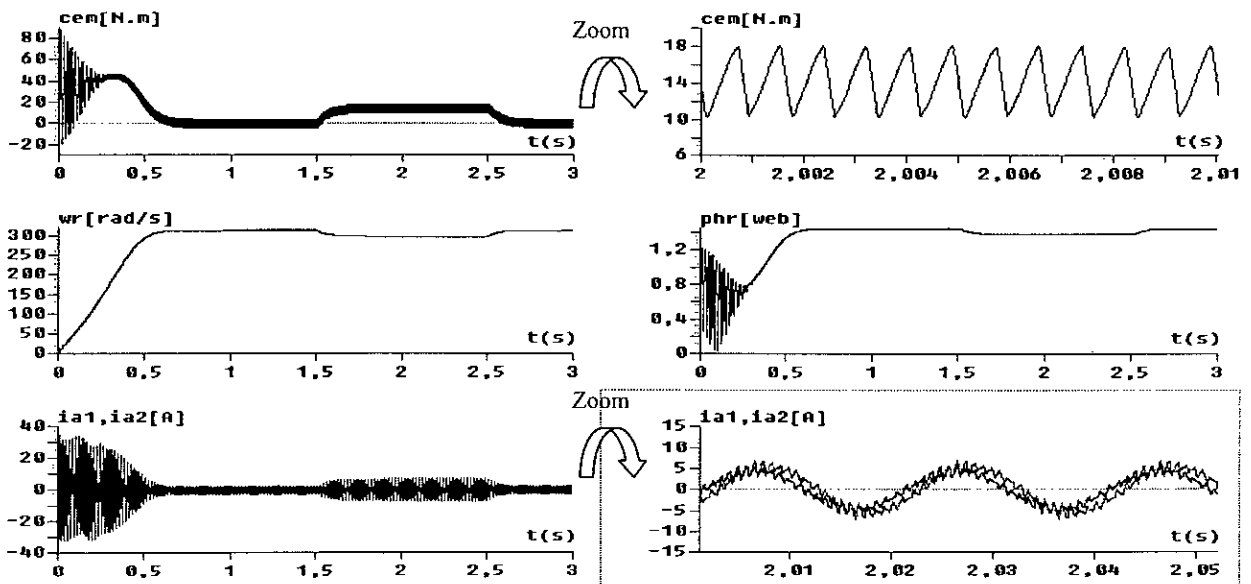 cem[N.m]
80
60
40
20
0
-20
t(s)
0 0,5 1 1,5 2 2,5 3
Zoom
cem[N.m]
18
14
10
6
t(s)
2 2,002 2,004 2,006 2,008 2,01
wr[rad/s]
300
250
200
150
100
50
0
t(s)
0 0,5 1 1,5 2 2,5 3
phr[web]
1,2
0,8
0,4
0
t(s)
0 0,5 1 1,5 2 2,5 3
ia1,ia2[A]
40
20
0
-20
-40
t(s)
0 0,5 1 1,5 2 2,5 3
Zoom
ia1,ia2[A]
15
10
5
0
-5
-10
-15
t(s)
2,01 2,02 2,03 2,04 2,05